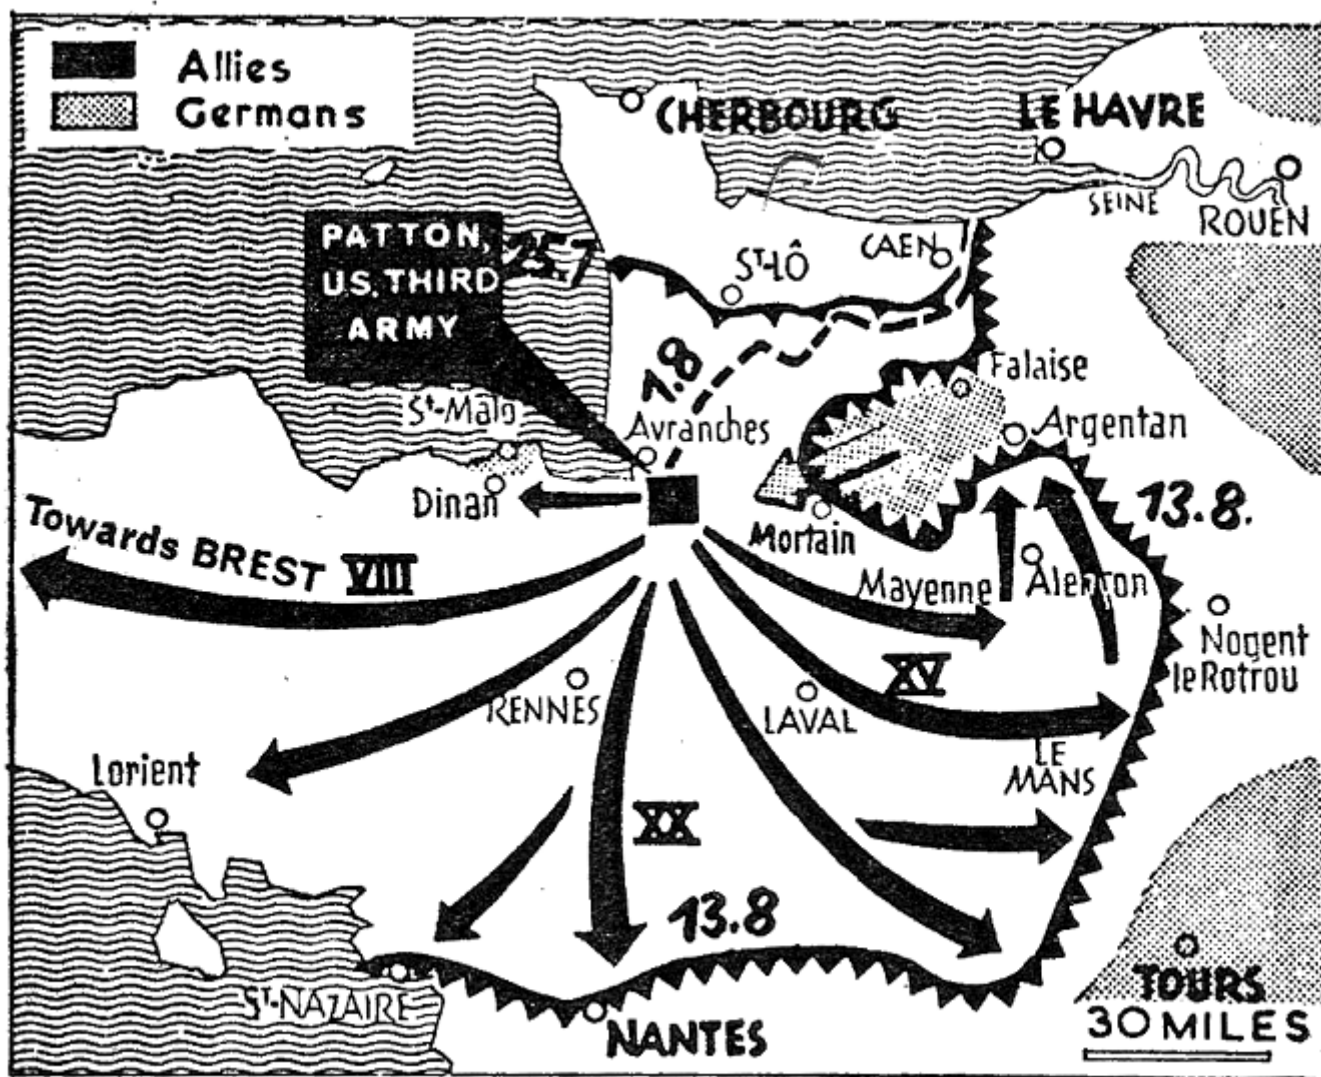 Allies
Germans
CHERBOURG
LE HAVRE
SEINE
ROUEN
PATTON,
U.S. THIRD
ARMY
25.7
ST-LÔ
CAEN
1.8
Falaise
St-Malo
Avranches
Argentan
Dinan
13.8.
Mortain
Towards BREST VIII
Mayenne
Alençon
Nogent
le Rotrou
XV
RENNES
LAVAL
LE
MANS
Lorient
XX
13.8
ST-NAZAIRE
NANTES
TOURS
30 MILES